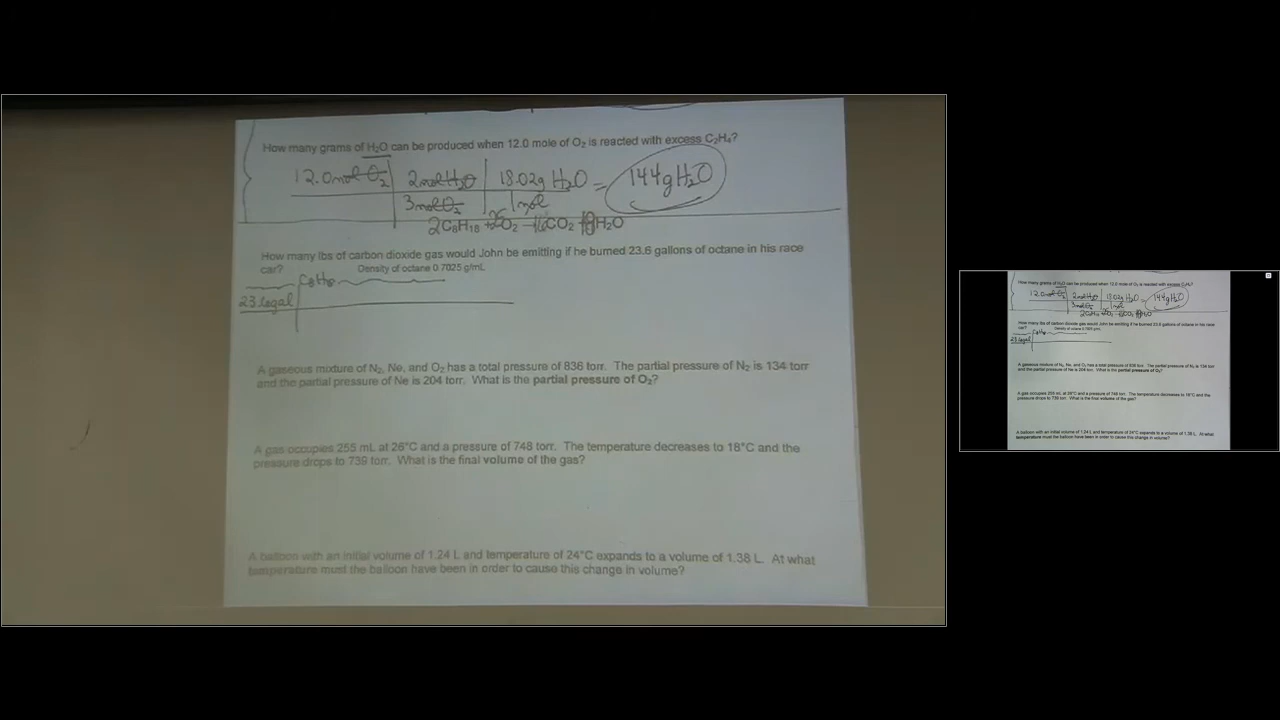 How many grams of H₂O can be produced when 12.0 mole of O₂ is reacted with excess C₂H₄?
12.0 mol O₂ 2 mol H₂O 18.02g H₂O = 144g H₂O
3 mol O₂ 1 mol
2C₈H₁₈ + 25O₂ → 16CO₂ + 18H₂O
How many lbs of carbon dioxide gas would John be emitting if he burned 23.6 gallons of octane in his race
car? Density of octane 0.7025 g/mL
C₈H₁₈
23.6 gal
A gaseous mixture of N₂, Ne, and O₂ has a total pressure of 836 torr. The partial pressure of N₂ is 134 torr
and the partial pressure of Ne is 204 torr. What is the partial pressure of O₂?
A gas occupies 255 mL at 26°C and a pressure of 748 torr. The temperature decreases to 18°C and the
pressure drops to 739 torr. What is the final volume of the gas?
A balloon with an initial volume of 1.24 L and temperature of 24°C expands to a volume of 1.38 L. At what
temperature must the balloon have been in order to cause this change in volume?